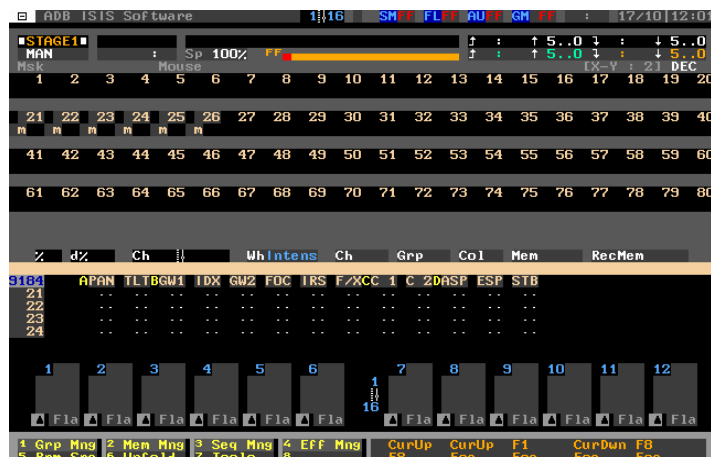 ADB ISIS Software 1 16 SM FF FL FF AU FF GM FF : 17/10 12:01
STAGE1 ↑ : ↑ 5..0 ↓ : ↓ 5..0
MAN : Sp 100% FF ↑ : ↑ 5..0 ↓ : ↓ 5..0
Msk Mouse [X-Y : 2] DEC
1 2 3 4 5 6 7 8 9 10 11 12 13 14 15 16 17 18 19 20
21 22 23 24 25 26 27 28 29 30 31 32 33 34 35 36 37 38 39 40
m m m m m
41 42 43 44 45 46 47 48 49 50 51 52 53 54 55 56 57 58 59 60
61 62 63 64 65 66 67 68 69 70 71 72 73 74 75 76 77 78 79 80
% d% Ch WhIntens Ch Grp Col Mem RecMem
9184 APAN TLTBGW1 IDX GW2 FOC IRS F/XCC 1 C 2DASP ESP STB
21 .. .. .. .. .. .. .. .. .. .. .. .. ..
22 .. .. .. .. .. .. .. .. .. .. .. .. ..
23 .. .. .. .. .. .. .. .. .. .. .. .. ..
24 .. .. .. .. .. .. .. .. .. .. .. .. ..
1 2 3 4 5 6 7 8 9 10 11 12
1
16
Fla Fla Fla Fla Fla Fla Fla Fla Fla Fla Fla Fla
1 Grp Mng 2 Mem Mng 3 Seq Mng 4 Eff Mng CurUp CurUp F1 CurDwn F8